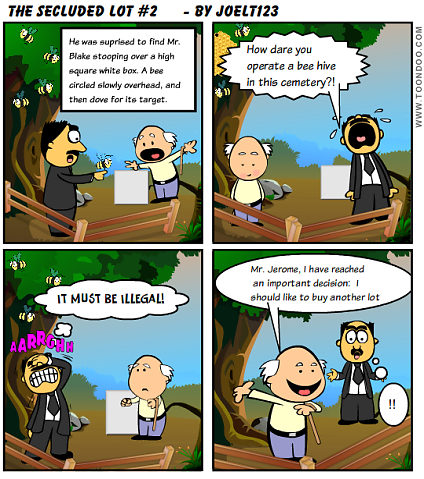 THE SECLUDED LOT #2 - BY JOELT123
He was suprised to find Mr.
Blake stooping over a high
square white box. A bee
circled slowly overhead, and
then dove for its target.
How dare you
operate a bee hive
in this cemetery?!
IT MUST BE ILLEGAL!
AARRGHH
Mr. Jerome, I have reached
an important decision: I
should like to buy another lot
!!
WWW.TOONDOO.COM